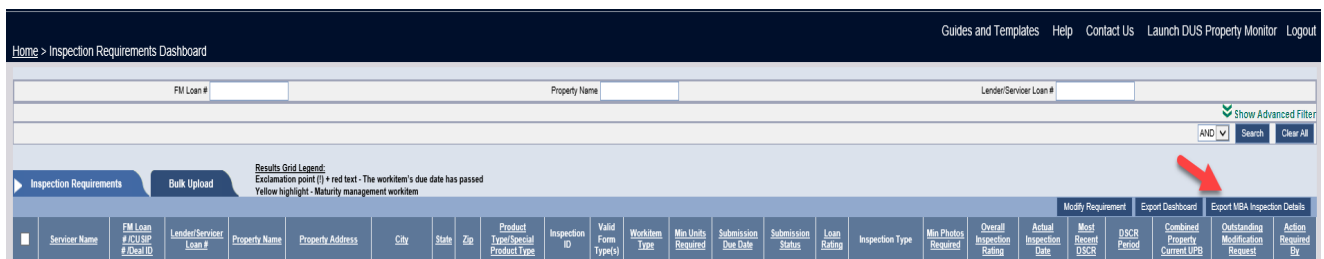 Guides and Templates Help Contact Us Launch DUS Property Monitor Logout
Home > Inspection Requirements Dashboard
FM Loan # Property Name Lender/Servicer Loan #
Show Advanced Filter
AND Search Clear All
Results Grid Legend:
Exclamation point (!) + red text - The workitem's due date has passed
Yellow highlight - Maturity management workitem
Inspection Requirements Bulk Upload
Modify Requirement Export Dashboard Export MBA Inspection Details
Servicer Name
FM Loan
# /CUSIP
# /Deal ID
Lender/Servicer
Loan #
Property Name
Property Address
City
State
Zip
Product
Type/Special
Product Type
Inspection
ID
Valid
Form
Type(s)
Workitem
Type
Min Units
Required
Submission
Due Date
Submission
Status
Loan
Rating
Inspection Type
Min Photos
Required
Overall
Inspection
Rating
Actual
Inspection
Date
Most
Recent
DSCR
DSCR
Period
Combined
Property
Current UPB
Outstanding
Modification
Request
Action
Required
By